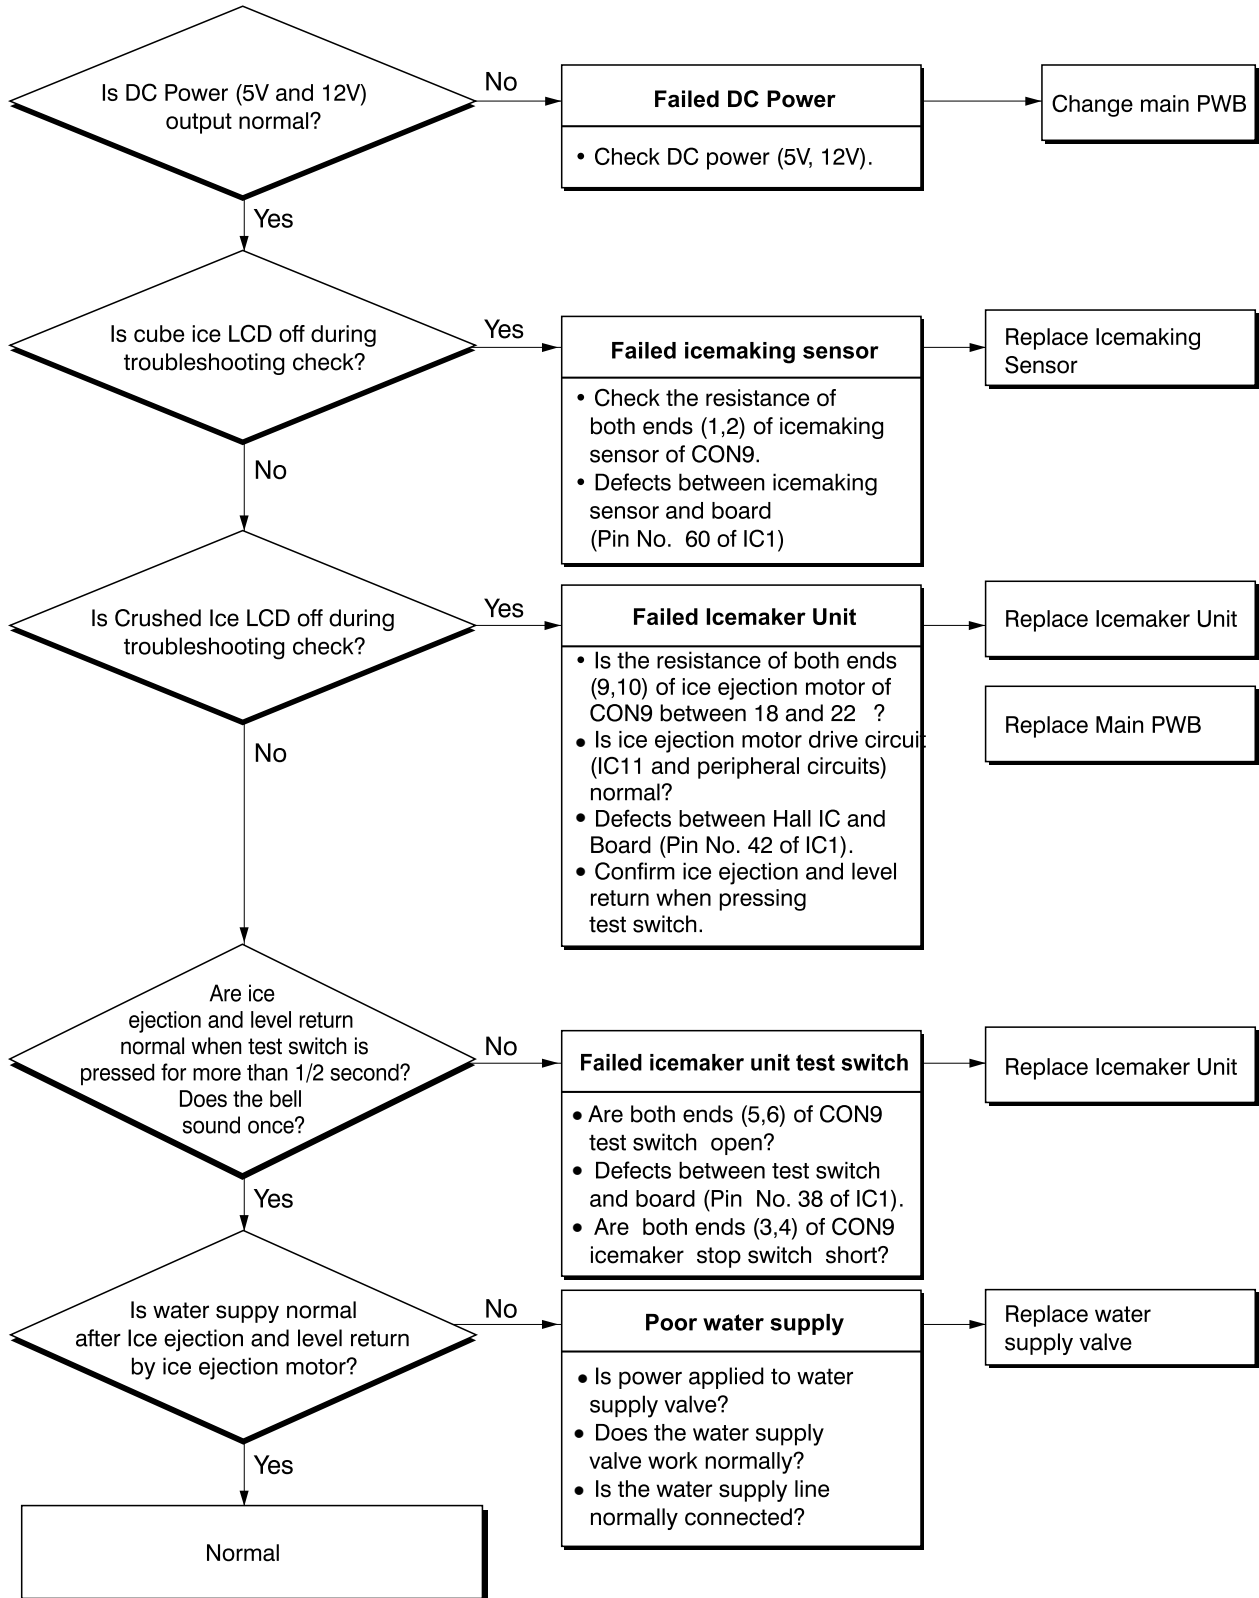 Is DC Power (5V and 12V)
output normal?
No
Failed DC Power
• Check DC power (5V, 12V).
Change main PWB
Yes
Is cube ice LCD off during
troubleshooting check?
Yes
Failed icemaking sensor
• Check the resistance of
both ends (1,2) of icemaking
sensor of CON9.
• Defects between icemaking
sensor and board
(Pin No. 60 of IC1)
Replace Icemaking
Sensor
No
Is Crushed Ice LCD off during
troubleshooting check?
Yes
Failed Icemaker Unit
• Is the resistance of both ends
(9,10) of ice ejection motor of
CON9 between 18 and 22 ?
• Is ice ejection motor drive circuit
(IC11 and peripheral circuits)
normal?
• Defects between Hall IC and
Board (Pin No. 42 of IC1).
• Confirm ice ejection and level
return when pressing
test switch.
Replace Icemaker Unit
Replace Main PWB
No
Are ice
ejection and level return
normal when test switch is
pressed for more than 1/2 second?
Does the bell
sound once?
No
Failed icemaker unit test switch
• Are both ends (5,6) of CON9
test switch open?
• Defects between test switch
and board (Pin No. 38 of IC1).
• Are both ends (3,4) of CON9
icemaker stop switch short?
Replace Icemaker Unit
Yes
Is water suppy normal
after Ice ejection and level return
by ice ejection motor?
No
Poor water supply
• Is power applied to water
supply valve?
• Does the water supply
valve work normally?
• Is the water supply line
normally connected?
Replace water
supply valve
Yes
Normal